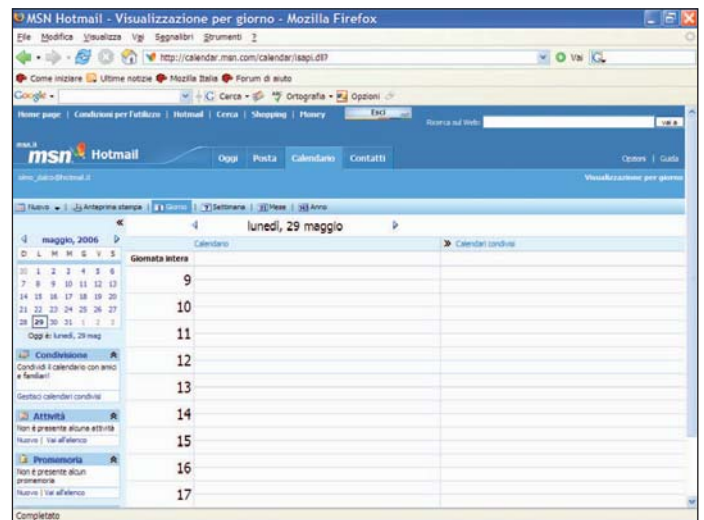 MSN Hotmail - Visualizzazione per giorno - Mozilla Firefox
File Modifica Visualizza Vai Segnalibri Strumenti ?
http://calendar.msn.com/calendar/isapi.dll? Vai
Come iniziare Ultime notizie Mozilla Italia Forum di aiuto
Google Cerca Ortografia Opzioni
Home page | Condizioni per l'utilizzo | Hotmail | Cerca | Shopping | Money Esci
Ricerca sul Web: Vai a
msn.it
msn Hotmail Oggi Posta Calendario Contatti Opzioni | Guida
Visualizzazione per giorno
Nuovo | Anteprima stampa | Giorno | Settimana | Mese | Anno
« lunedì, 29 maggio
maggio, 2006 Calendario Calendari condivisi
D L M M G V S Giornata intera
30 1 2 3 4 5 6
7 8 9 10 11 12 13 9
14 15 16 17 18 19 20
21 22 23 24 25 26 27 10
28 29 30 31 1 2 3
Oggi è: lunedì, 29 mag 11
Condivisione
Condividi il calendario con amici 12
e familiari!
Gestisci calendari condivisi 13
Attività 14
Non è presente alcuna attività
Nuovo | Vai all'elenco 15
Promemoria
Non è presente alcun 16
promemoria
Nuovo | Vai all'elenco 17
Completato